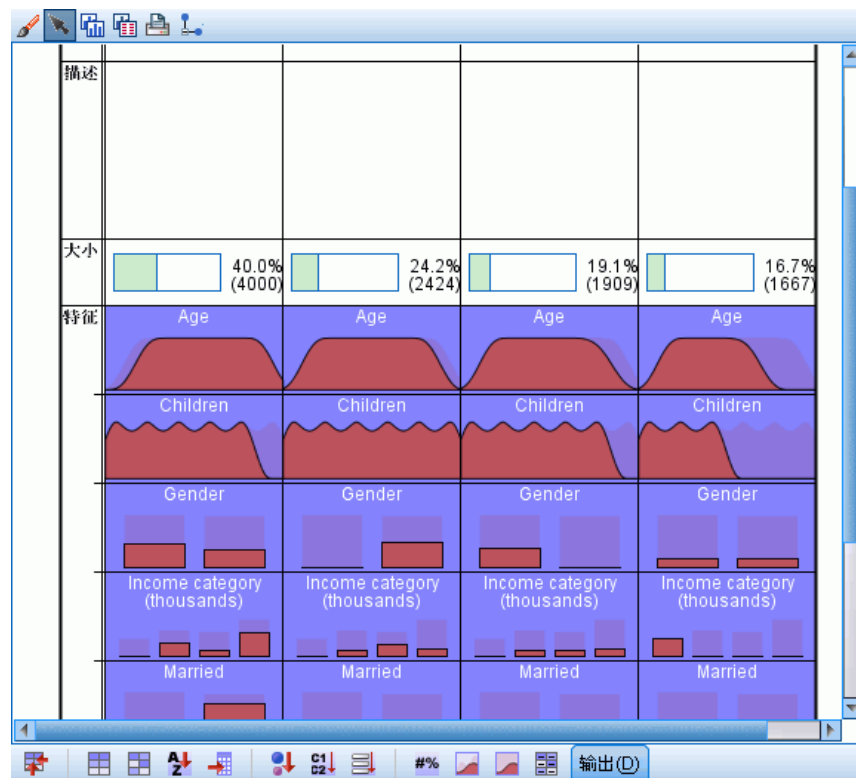 描述
大小
40.0%
(4000)
24.2%
(2424)
19.1%
(1909)
16.7%
(1667)
特征
Age
Age
Age
Age
Children
Children
Children
Children
Gender
Gender
Gender
Gender
Income category
(thousands)
Income category
(thousands)
Income category
(thousands)
Income category
(thousands)
Married
Married
Married
Married
A
Z
C1
C2
#%
输出(D)